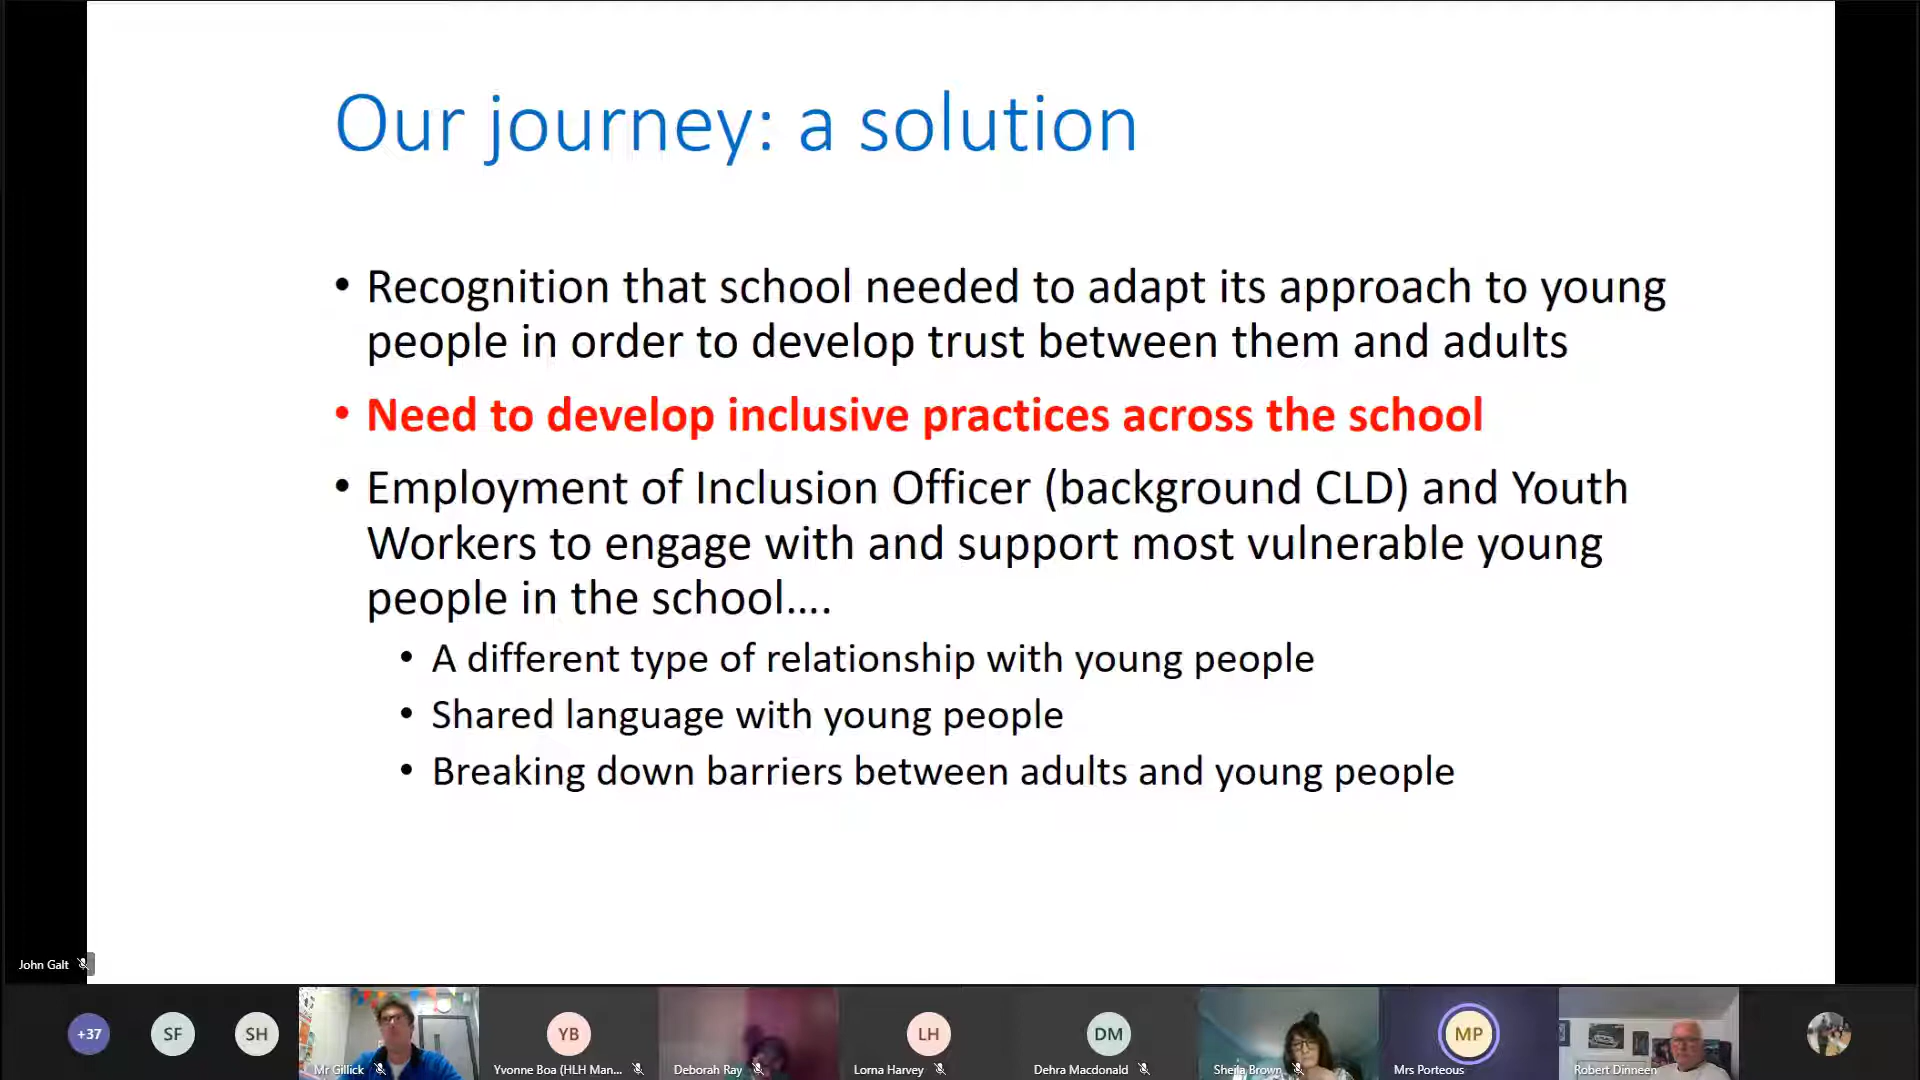 Our journey: a solution
• Recognition that school needed to adapt its approach to young
people in order to develop trust between them and adults
• Need to develop inclusive practices across the school
• Employment of Inclusion Officer (background CLD) and Youth
Workers to engage with and support most vulnerable young
people in the school....
• A different type of relationship with young people
• Shared language with young people
• Breaking down barriers between adults and young people
John Galt
+37
SF
SH
Mr Gillick
YB
Yvonne Boa (HLH Man...
Deborah Ray
LH
Lorna Harvey
DM
Dehra Macdonald
Sheila Brown
MP
Mrs Porteous
Robert Dinneen